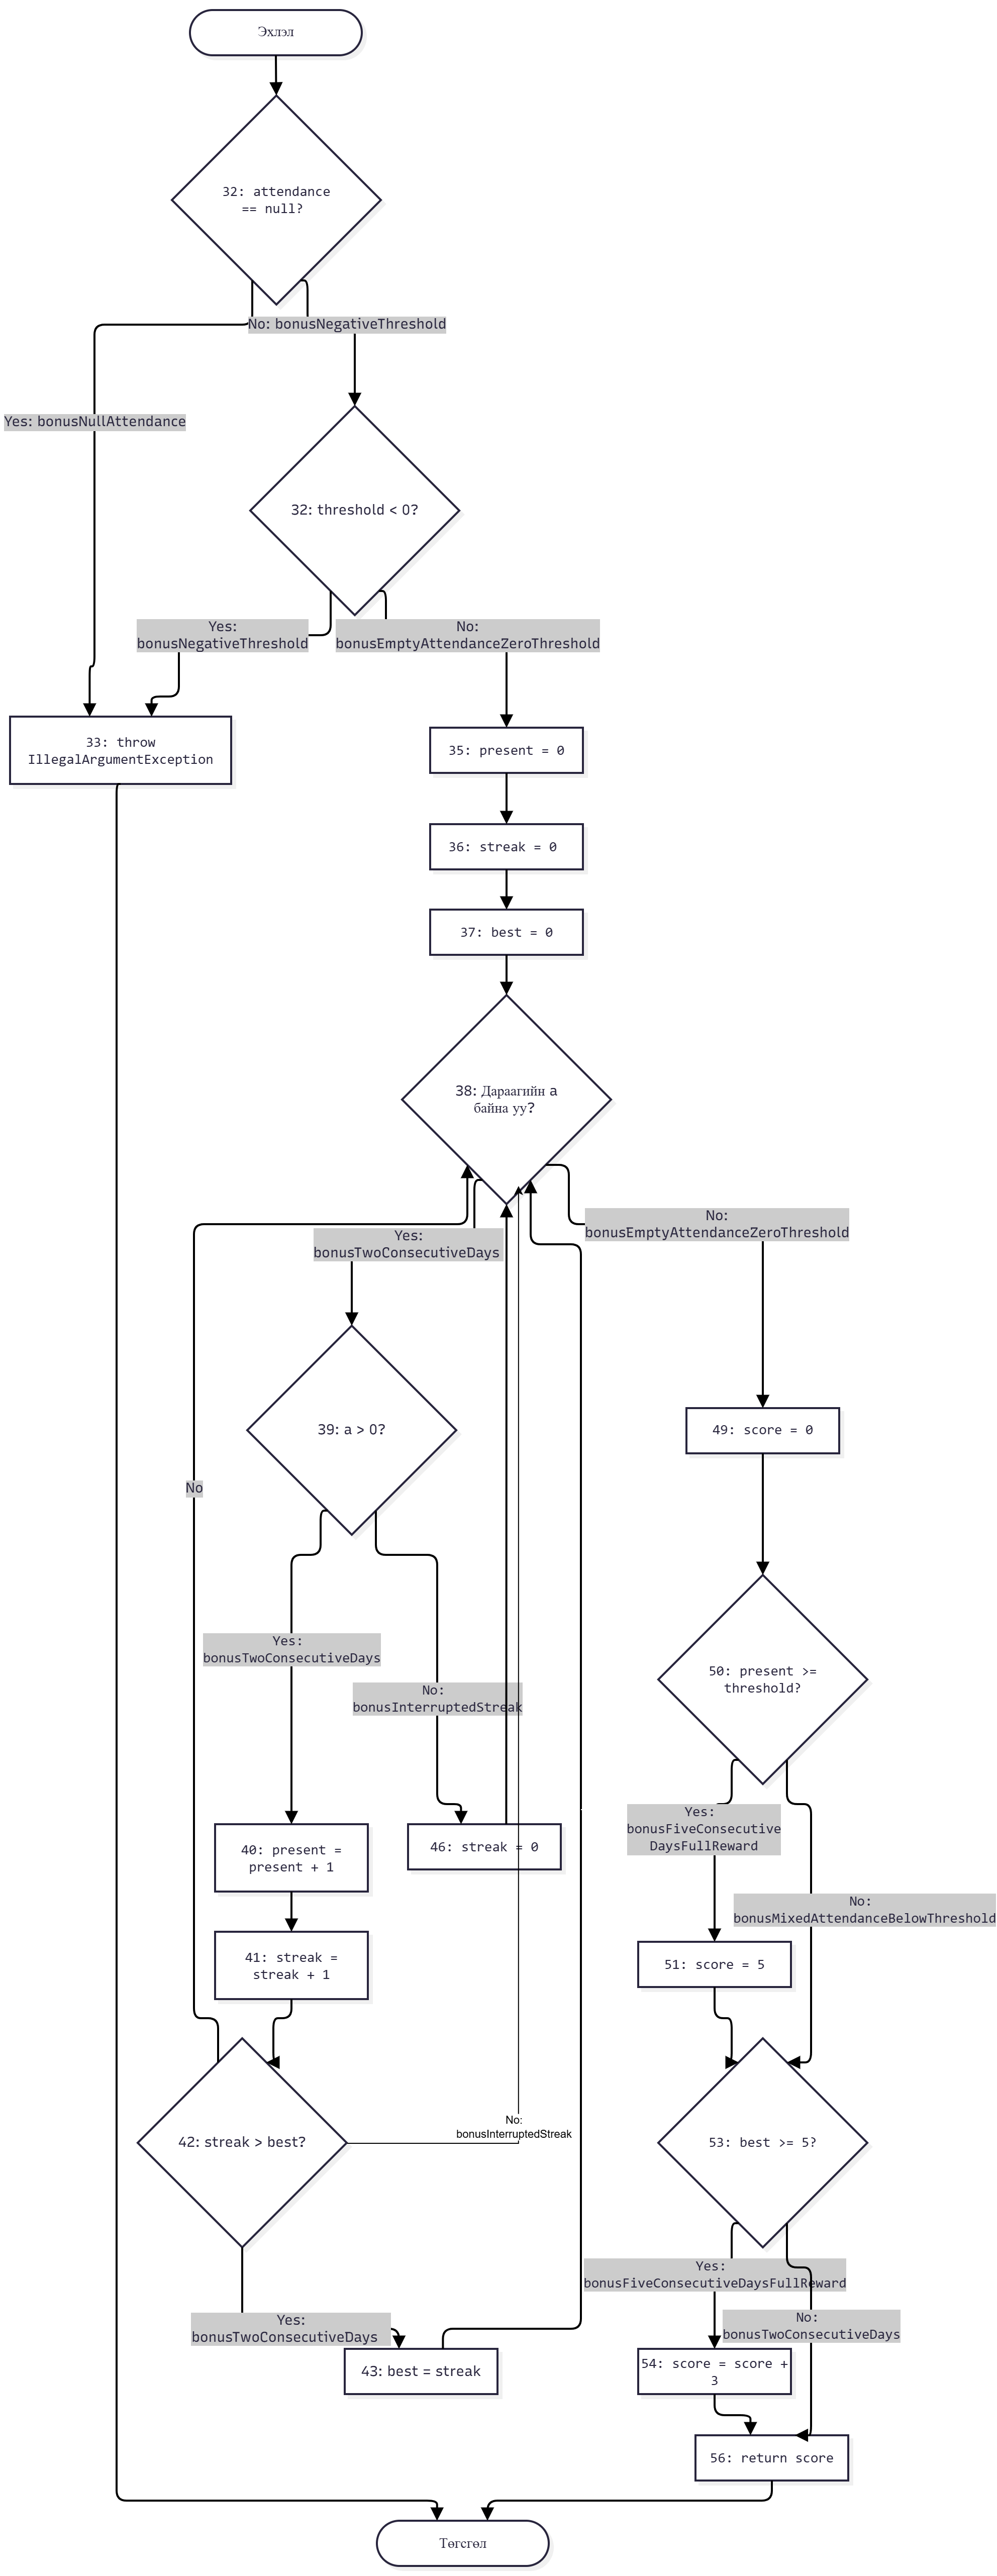 Эхлэл
32: attendance
== null?
No: bonusNegativeThreshold
Yes: bonusNullAttendance
32: threshold < 0?
Yes:
bonusNegativeThreshold
No:
bonusEmptyAttendanceZeroThreshold
33: throw
IllegalArgumentException
35: present = 0
36: streak = 0
37: best = 0
38: Дараагийн a
байна уу?
Yes:
bonusTwoConsecutiveDays
No:
bonusEmptyAttendanceZeroThreshold
39: a > 0?
49: score = 0
No
Yes:
bonusTwoConsecutiveDays
No:
bonusInterruptedStreak
50: present >=
threshold?
Yes:
bonusFiveConsecutive
DaysFullReward
40: present =
present + 1
46: streak = 0
No:
bonusMixedAttendanceBelowThreshold
41: streak =
streak + 1
51: score = 5
42: streak > best?
No:
bonusInterruptedStreak
53: best >= 5?
Yes:
bonusFiveConsecutiveDaysFullReward
Yes:
bonusTwoConsecutiveDays
No:
bonusTwoConsecutiveDays
43: best = streak
54: score = score +
3
56: return score
Төгсгөл